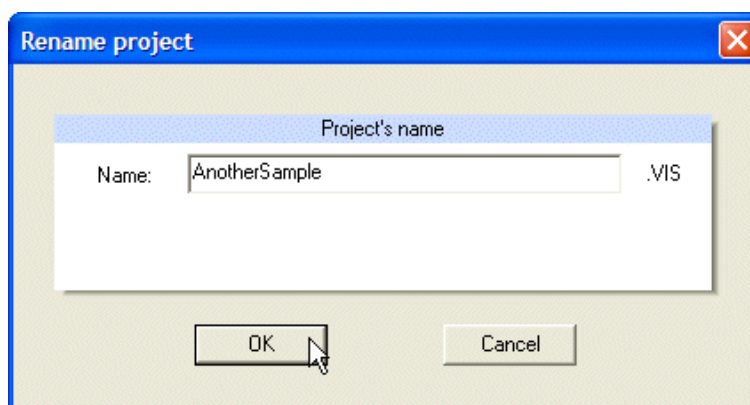 Rename project
Project's name
Name: AnotherSample .VIS
OK Cancel